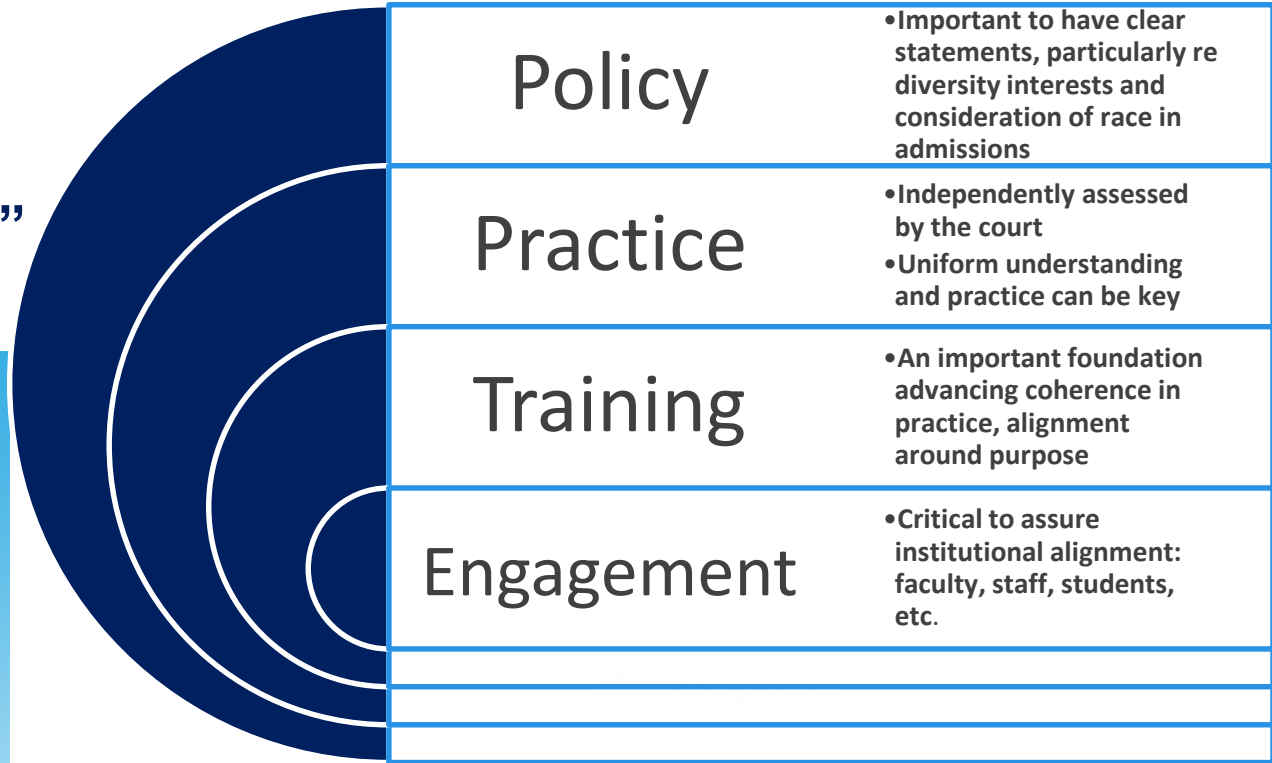 Policy
•Important to have clear
statements, particularly re
diversity interests and
consideration of race in
admissions
”
Practice
•Independently assessed
by the court
•Uniform understanding
and practice can be key
Training
•An important foundation
advancing coherence in
practice, alignment
around purpose
Engagement
•Critical to assure
institutional alignment:
faculty, staff, students,
etc.